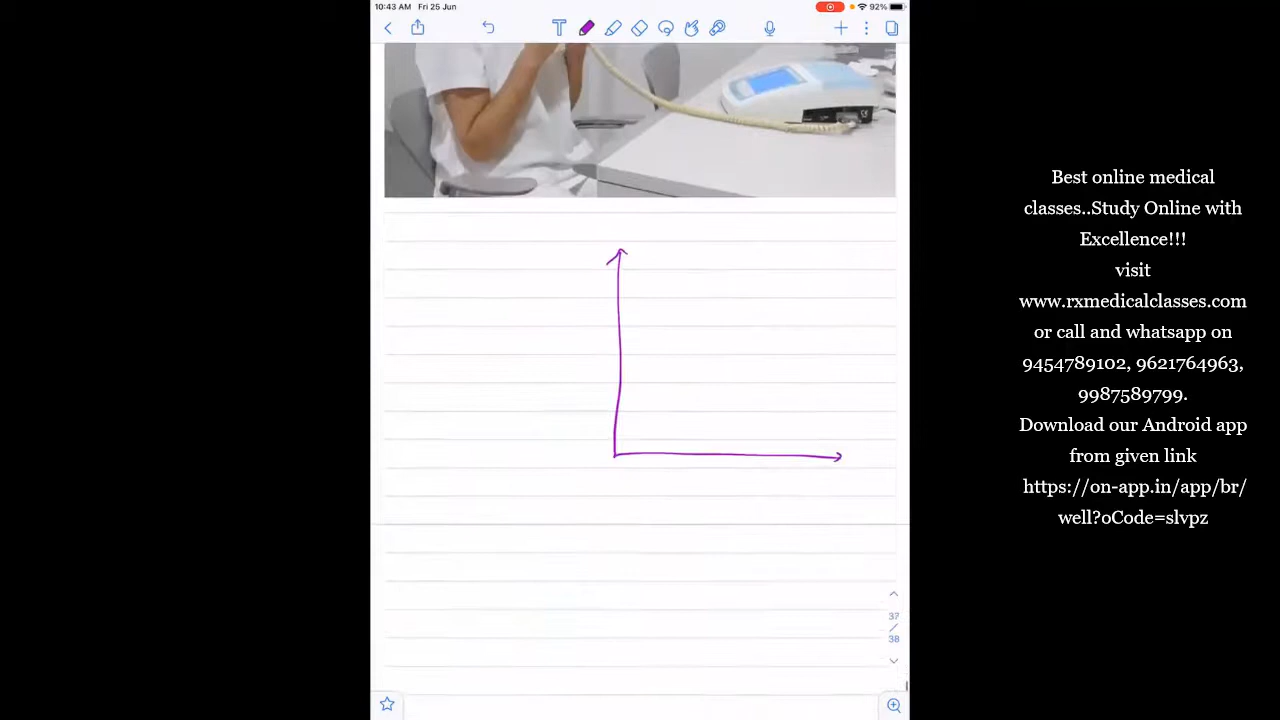 10:43 AM Fri 25 Jun
92%
T
37
/
38
Best online medical
classes..Study Online with
Excellence!!!
visit
www.rxmedicalclasses.com
or call and whatsapp on
9454789102, 9621764963,
9987589799.
Download our Android app
from given link
https://on-app.in/app/br/
well?oCode=slvpz